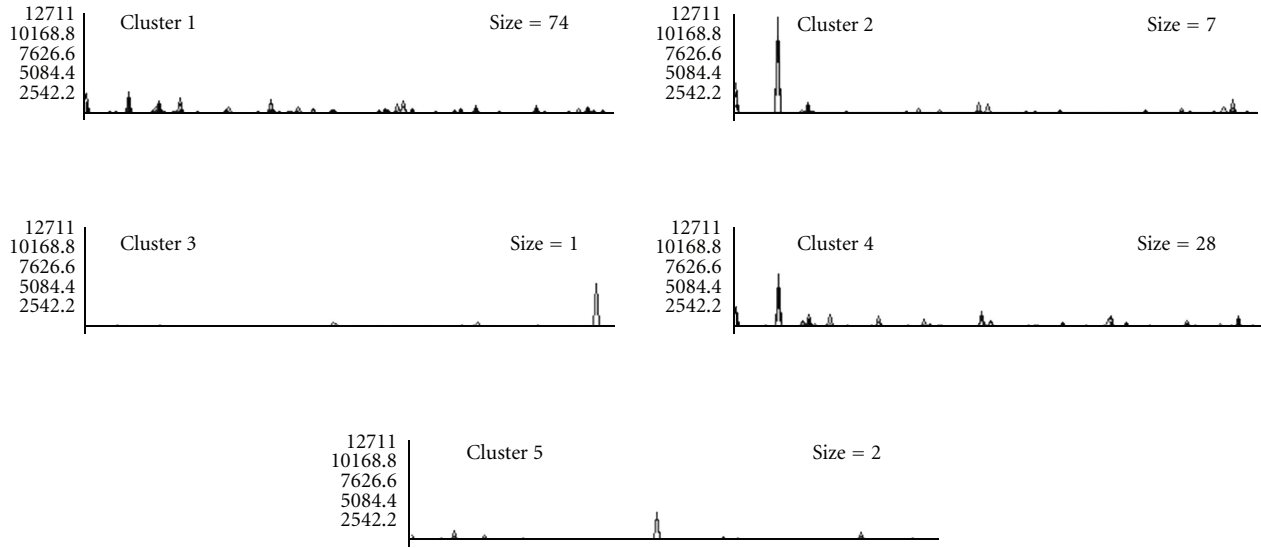 12711
10168.8
7626.6
5084.4
2542.2
Cluster 1
Size = 74
12711
10168.8
7626.6
5084.4
2542.2
Cluster 2
Size = 7
12711
10168.8
7626.6
5084.4
2542.2
Cluster 3
Size = 1
12711
10168.8
7626.6
5084.4
2542.2
Cluster 4
Size = 28
12711
10168.8
7626.6
5084.4
2542.2
Cluster 5
Size = 2